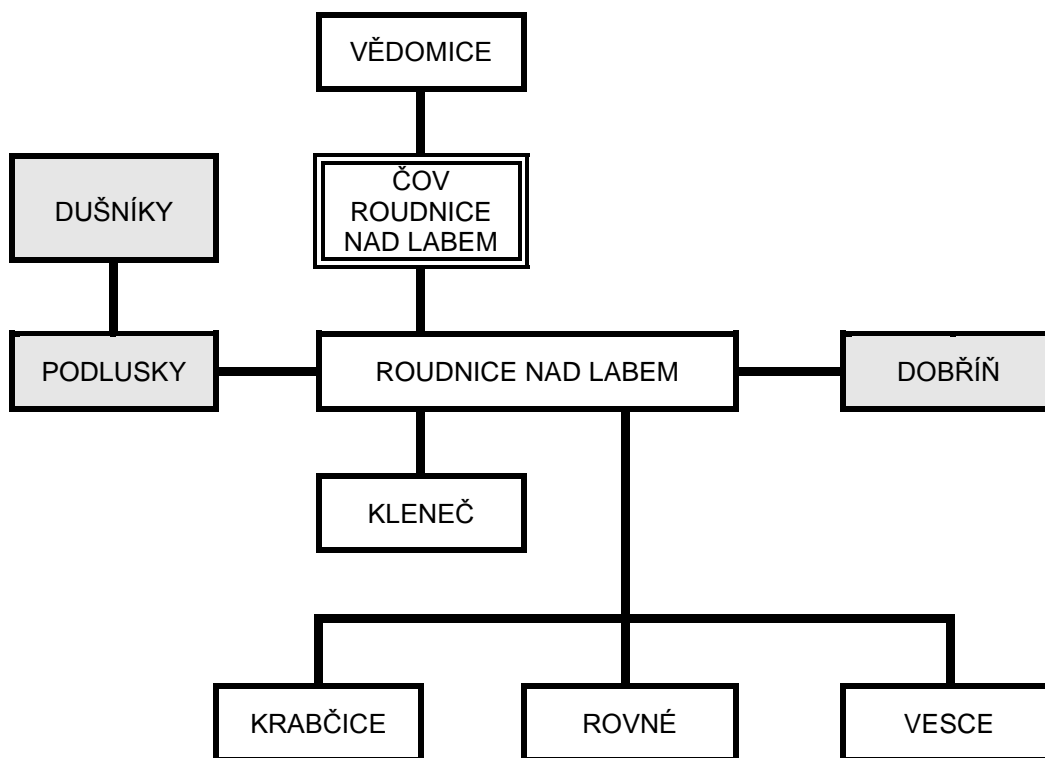 VĚDOMICE
ČOV
ROUDNICE
NAD LABEM
DUŠNÍKY
PODLUSKY
ROUDNICE NAD LABEM
DOBŘÍŇ
KLENEČ
KRABČICE
ROVNÉ
VESCE